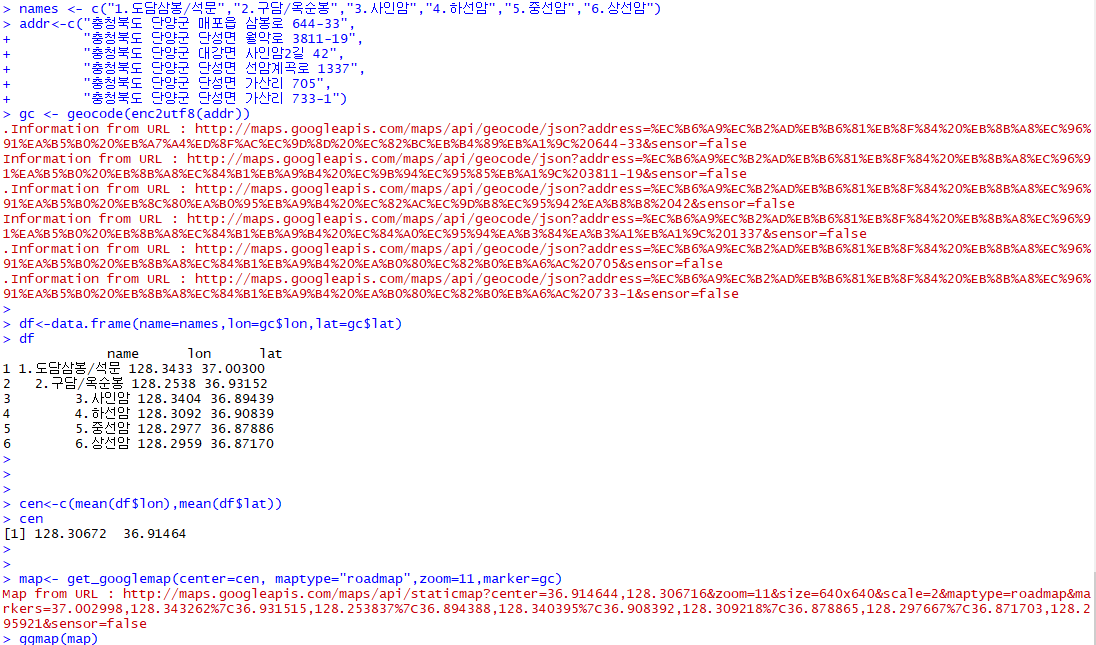 > names <- c("1.도담삼봉/석문","2.구담/옥순봉","3.사인암","4.하선암","5.중선암","6.상선암")
> addr<-c("충청북도 단양군 매포읍 삼봉로 644-33",
+         "충청북도 단양군 단성면 월악로 3811-19",
+         "충청북도 단양군 대강면 사인암2길 42",
+         "충청북도 단양군 단성면 선암계곡로 1337",
+         "충청북도 단양군 단성면 가산리 705",
+         "충청북도 단양군 단성면 가산리 733-1")
> gc <- geocode(enc2utf8(addr))
.Information from URL : http://maps.googleapis.com/maps/api/geocode/json?address=%EC%B6%A9%EC%B2%AD%EB%B6%81%EB%8F%84%20%EB%8B%A8%EC%96%
91%EA%B5%B0%20%EB%A7%A4%ED%8F%AC%EC%9D%8D%20%EC%82%BC%EB%B4%89%EB%A1%9C%20644-33&sensor=false
Information from URL : http://maps.googleapis.com/maps/api/geocode/json?address=%EC%B6%A9%EC%B2%AD%EB%B6%81%EB%8F%84%20%EB%8B%A8%EC%96%9
1%EA%B5%B0%20%EB%8B%A8%EC%84%B1%EB%A9%B4%20%EC%9B%94%EC%95%85%EB%A1%9C%203811-19&sensor=false
.Information from URL : http://maps.googleapis.com/maps/api/geocode/json?address=%EC%B6%A9%EC%B2%AD%EB%B6%81%EB%8F%84%20%EB%8B%A8%EC%96%
91%EA%B5%B0%20%EB%8C%80%EA%B0%95%EB%A9%B4%20%EC%82%AC%EC%9D%B8%EC%95%942%EA%B8%B8%2042&sensor=false
Information from URL : http://maps.googleapis.com/maps/api/geocode/json?address=%EC%B6%A9%EC%B2%AD%EB%B6%81%EB%8F%84%20%EB%8B%A8%EC%96%9
1%EA%B5%B0%20%EB%8B%A8%EC%84%B1%EB%A9%B4%20%EC%84%A0%EC%95%94%EA%B3%84%EA%B3%A1%EB%A1%9C%201337&sensor=false
.Information from URL : http://maps.googleapis.com/maps/api/geocode/json?address=%EC%B6%A9%EC%B2%AD%EB%B6%81%EB%8F%84%20%EB%8B%A8%EC%96%
91%EA%B5%B0%20%EB%8B%A8%EC%84%B1%EB%A9%B4%20%EA%B0%80%EC%82%B0%EB%A6%AC%20705&sensor=false
.Information from URL : http://maps.googleapis.com/maps/api/geocode/json?address=%EC%B6%A9%EC%B2%AD%EB%B6%81%EB%8F%84%20%EB%8B%A8%EC%96%
91%EA%B5%B0%20%EB%8B%A8%EC%84%B1%EB%A9%B4%20%EA%B0%80%EC%82%B0%EB%A6%AC%20733-1&sensor=false
>
> df<-data.frame(name=names,lon=gc$lon,lat=gc$lat)
> df
             name      lon      lat
1 1.도담삼봉/석문 128.3433 37.00300
2   2.구담/옥순봉 128.2538 36.93152
3        3.사인암 128.3404 36.89439
4        4.하선암 128.3092 36.90839
5        5.중선암 128.2977 36.87886
6        6.상선암 128.2959 36.87170
>
>
>
> cen<-c(mean(df$lon),mean(df$lat))
> cen
[1] 128.30672  36.91464
>
>
> map<- get_googlemap(center=cen, maptype="roadmap",zoom=11,marker=gc)
Map from URL : http://maps.googleapis.com/maps/api/staticmap?center=36.914644,128.306716&zoom=11&size=640x640&scale=2&maptype=roadmap&ma
rkers=37.002998,128.343262%7C36.931515,128.253837%7C36.894388,128.340395%7C36.908392,128.309218%7C36.878865,128.297667%7C36.871703,128.2
95921&sensor=false
> ggmap(map)